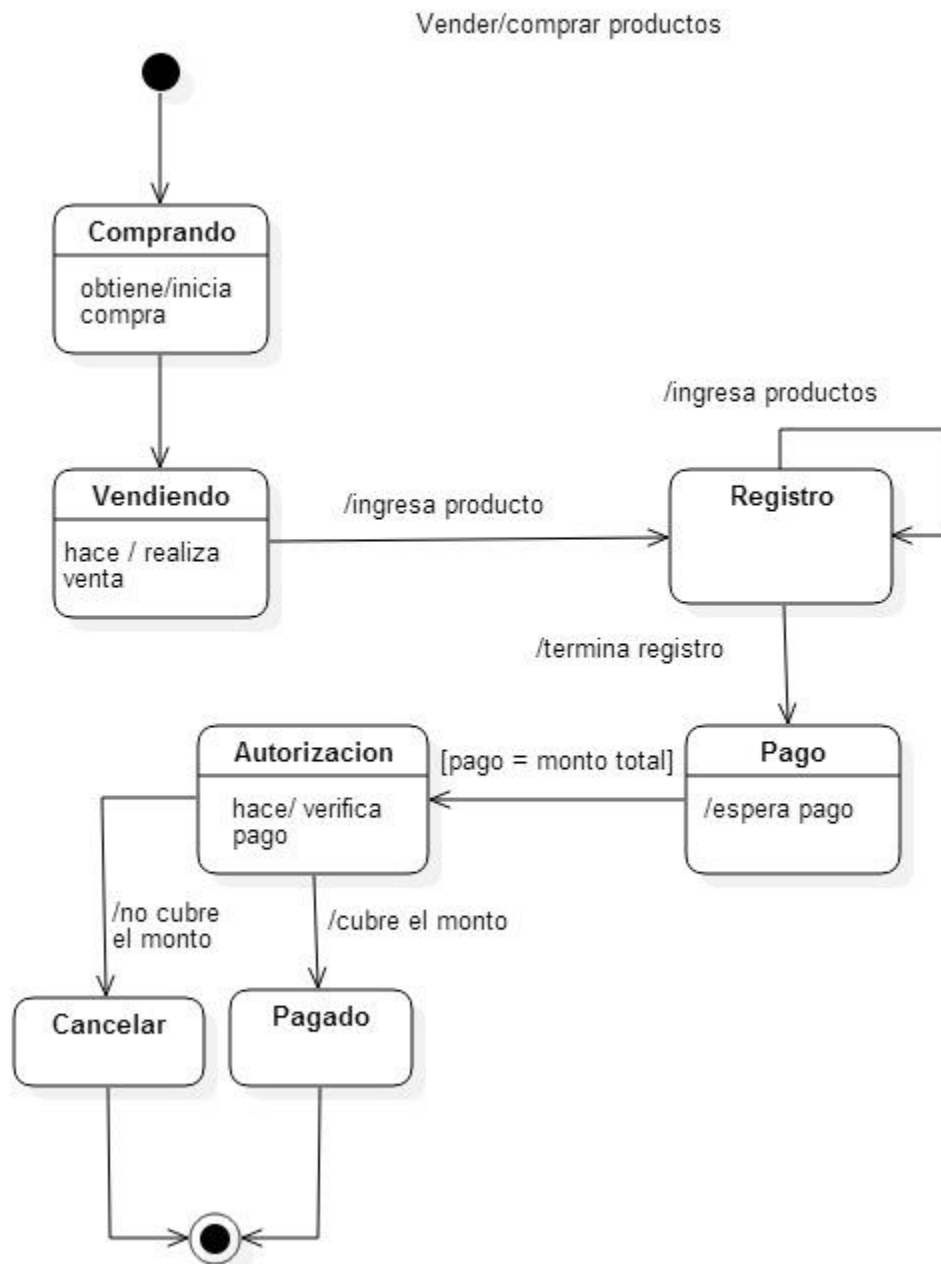 Vender/comprar productos
Comprando
obtiene/inicia
compra
/ingresa productos
Vendiendo
hace / realiza
venta
/ingresa producto
Registro
/termina registro
Autorizacion
hace/ verifica
pago
[pago = monto total]
Pago
/espera pago
/no cubre
el monto
/cubre el monto
Cancelar
Pagado